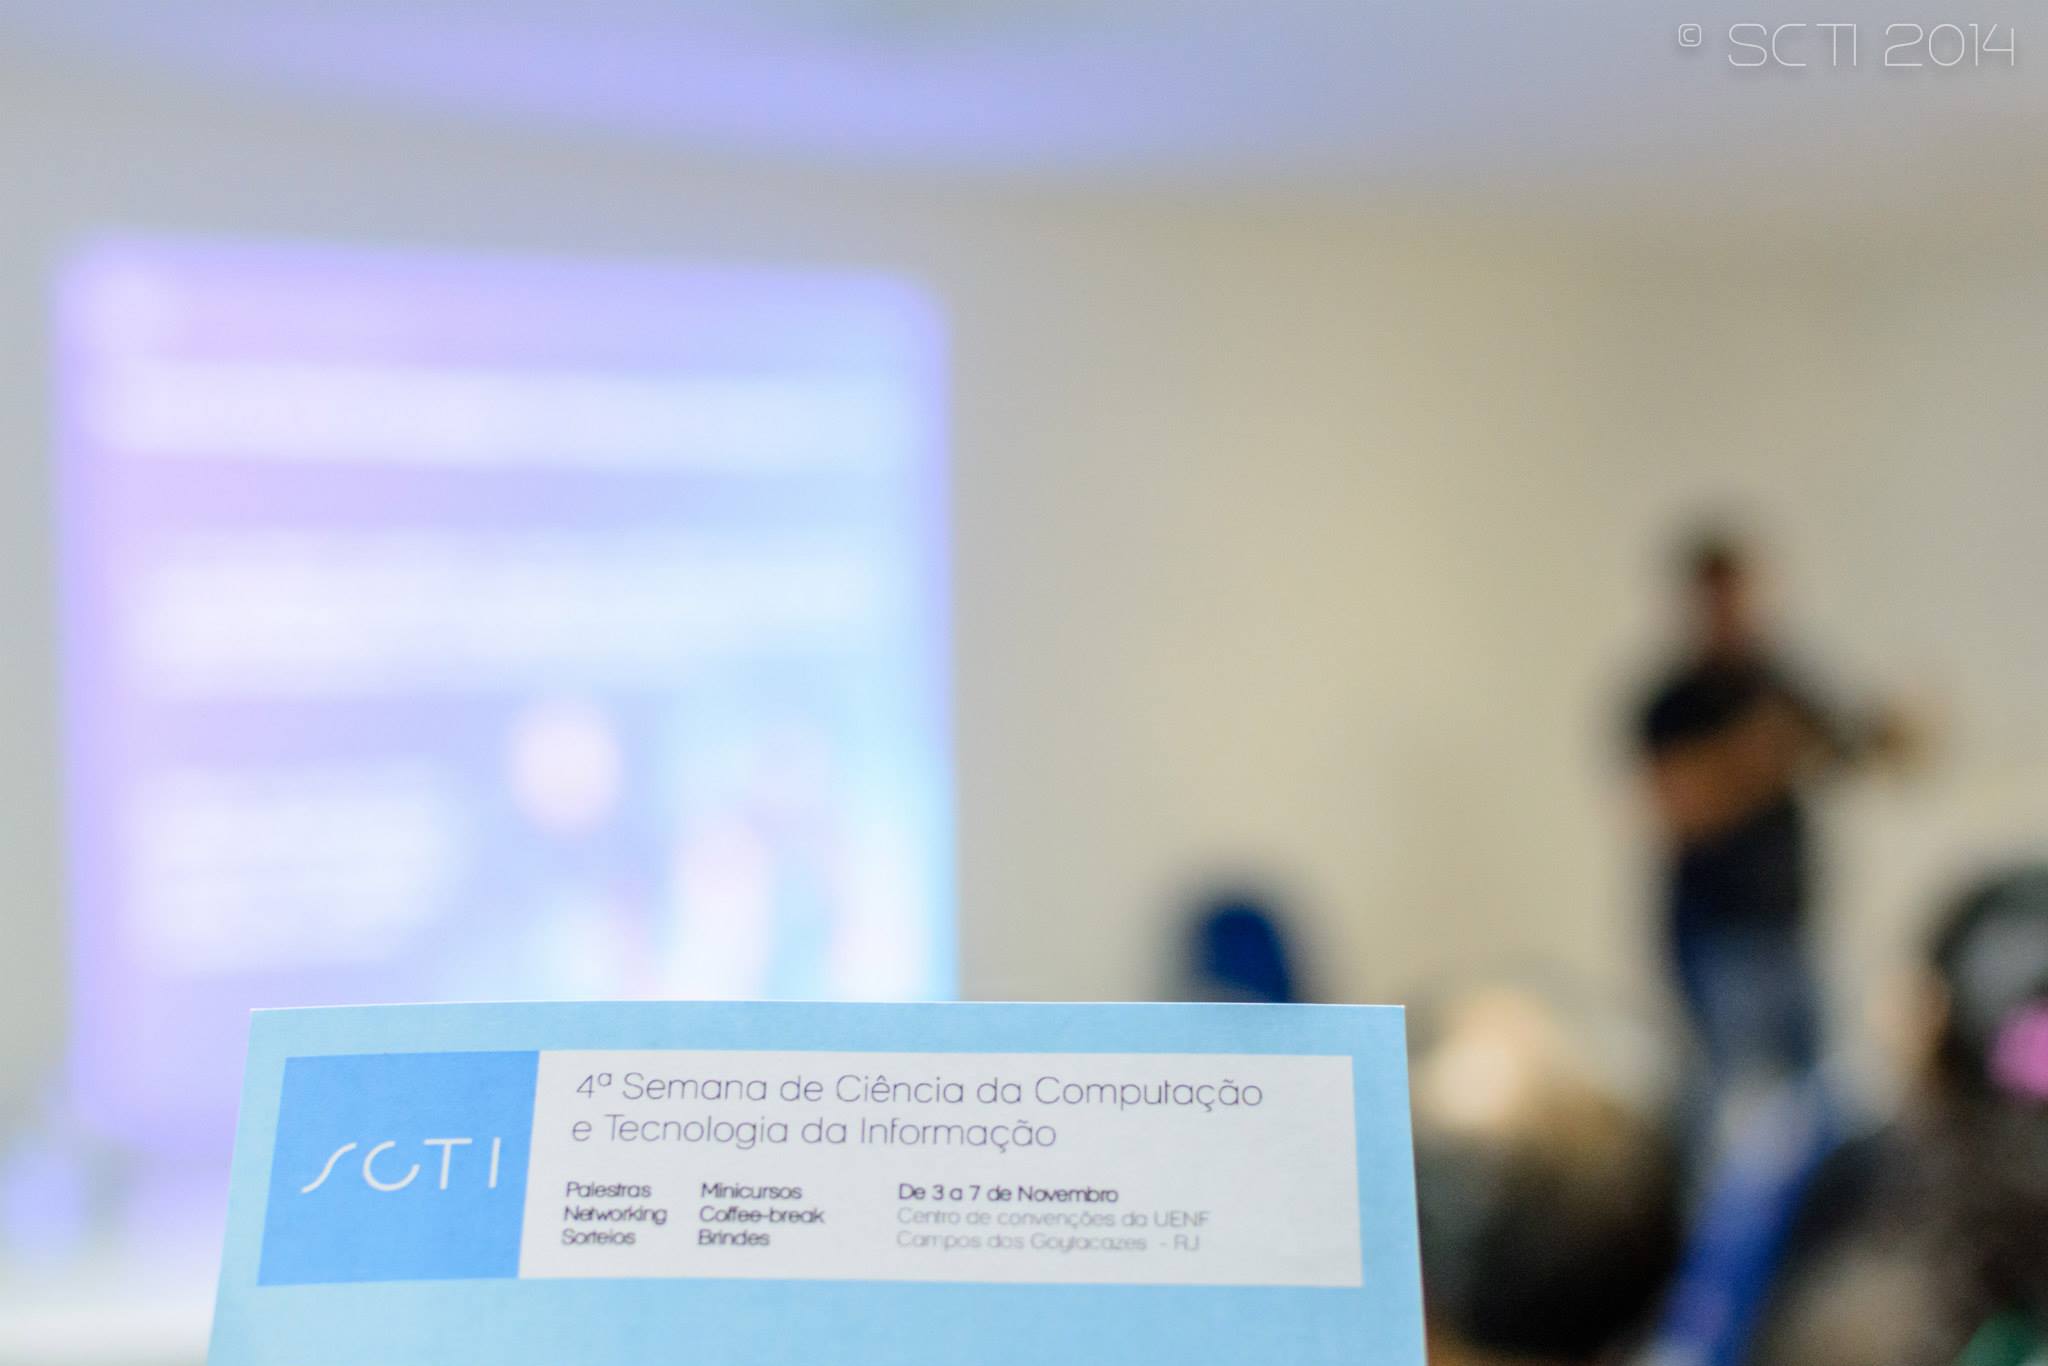 © SCTI 2014
SCTI
4ª Semana de Ciência da Computação
e Tecnologia da Informação
Palestras Minicursos De 3 a 7 de Novembro
Networking Coffee-break Centro de convenções da UENF
Sorteios Brindes Campos dos Goytacazes - RJ